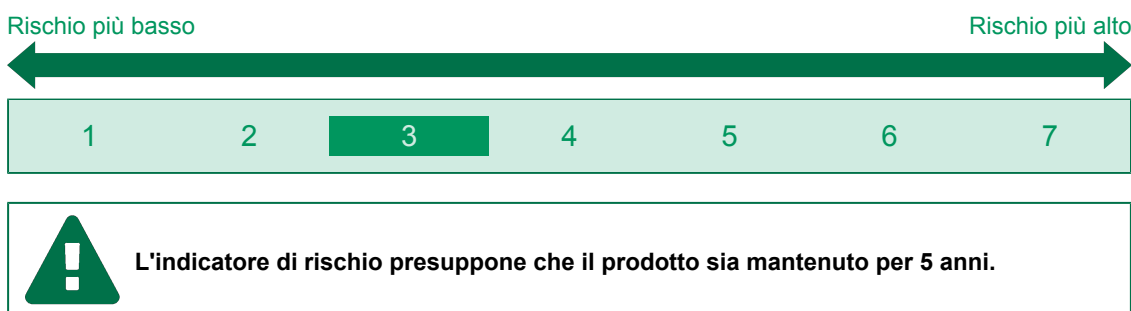 Rischio più basso Rischio più alto
1 2 3 4 5 6 7
L'indicatore di rischio presuppone che il prodotto sia mantenuto per 5 anni.